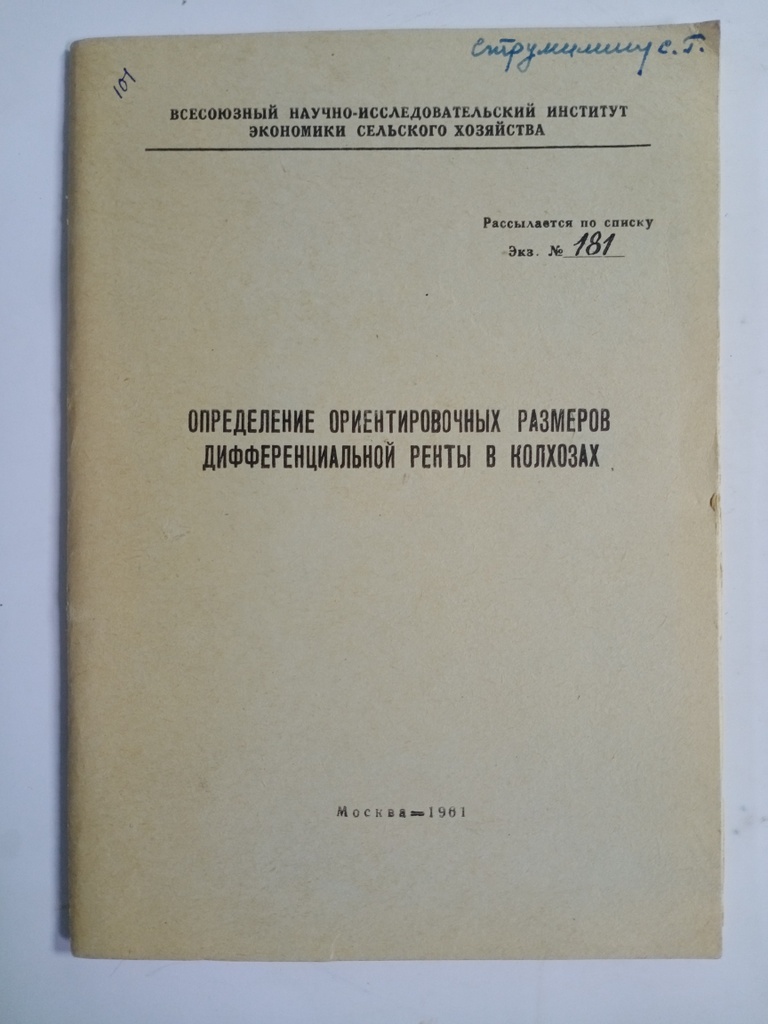 Струмилину С. Г.
101
ВСЕСОЮЗНЫЙ НАУЧНО-ИССЛЕДОВАТЕЛЬСКИЙ ИНСТИТУТ
ЭКОНОМИКИ СЕЛЬСКОГО ХОЗЯЙСТВА
Рассылается по списку
Экз. № 181
ОПРЕДЕЛЕНИЕ ОРИЕНТИРОВОЧНЫХ РАЗМЕРОВ
ДИФФЕРЕНЦИАЛЬНОЙ РЕНТЫ В КОЛХОЗАХ
Москва—1961